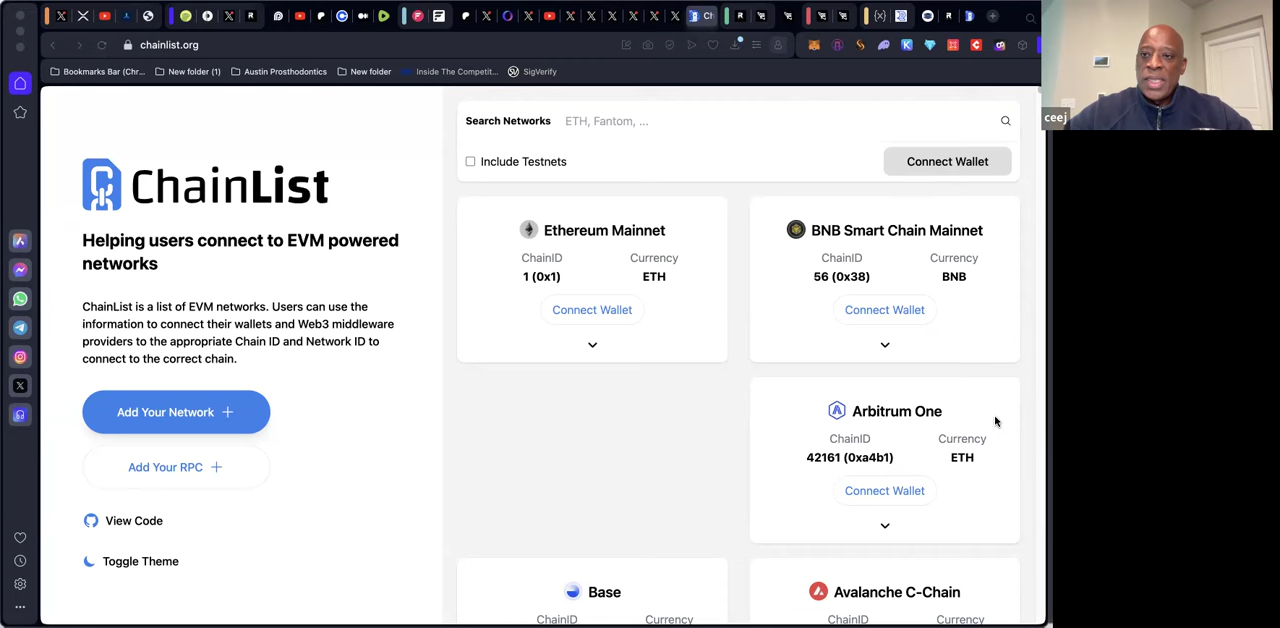 Ch
chainlist.org
Bookmarks Bar (Chr...
New folder (1)
Austin Prosthodontics
New folder
Inside The Competit...
SigVerify
ceej
ChainList
Helping users connect to EVM powered
networks
ChainList is a list of EVM networks. Users can use the
information to connect their wallets and Web3 middleware
providers to the appropriate Chain ID and Network ID to
connect to the correct chain.
Add Your Network
Add Your RPC
View Code
Toggle Theme
Search Networks
ETH, Fantom, ...
Include Testnets
Connect Wallet
Ethereum Mainnet
ChainID
Currency
1 (0x1)
ETH
Connect Wallet
BNB Smart Chain Mainnet
ChainID
Currency
56 (0x38)
BNB
Connect Wallet
Arbitrum One
ChainID
Currency
42161 (0xa4b1)
ETH
Connect Wallet
Base
ChainID
Currency
Avalanche C-Chain
ChainID
Currency